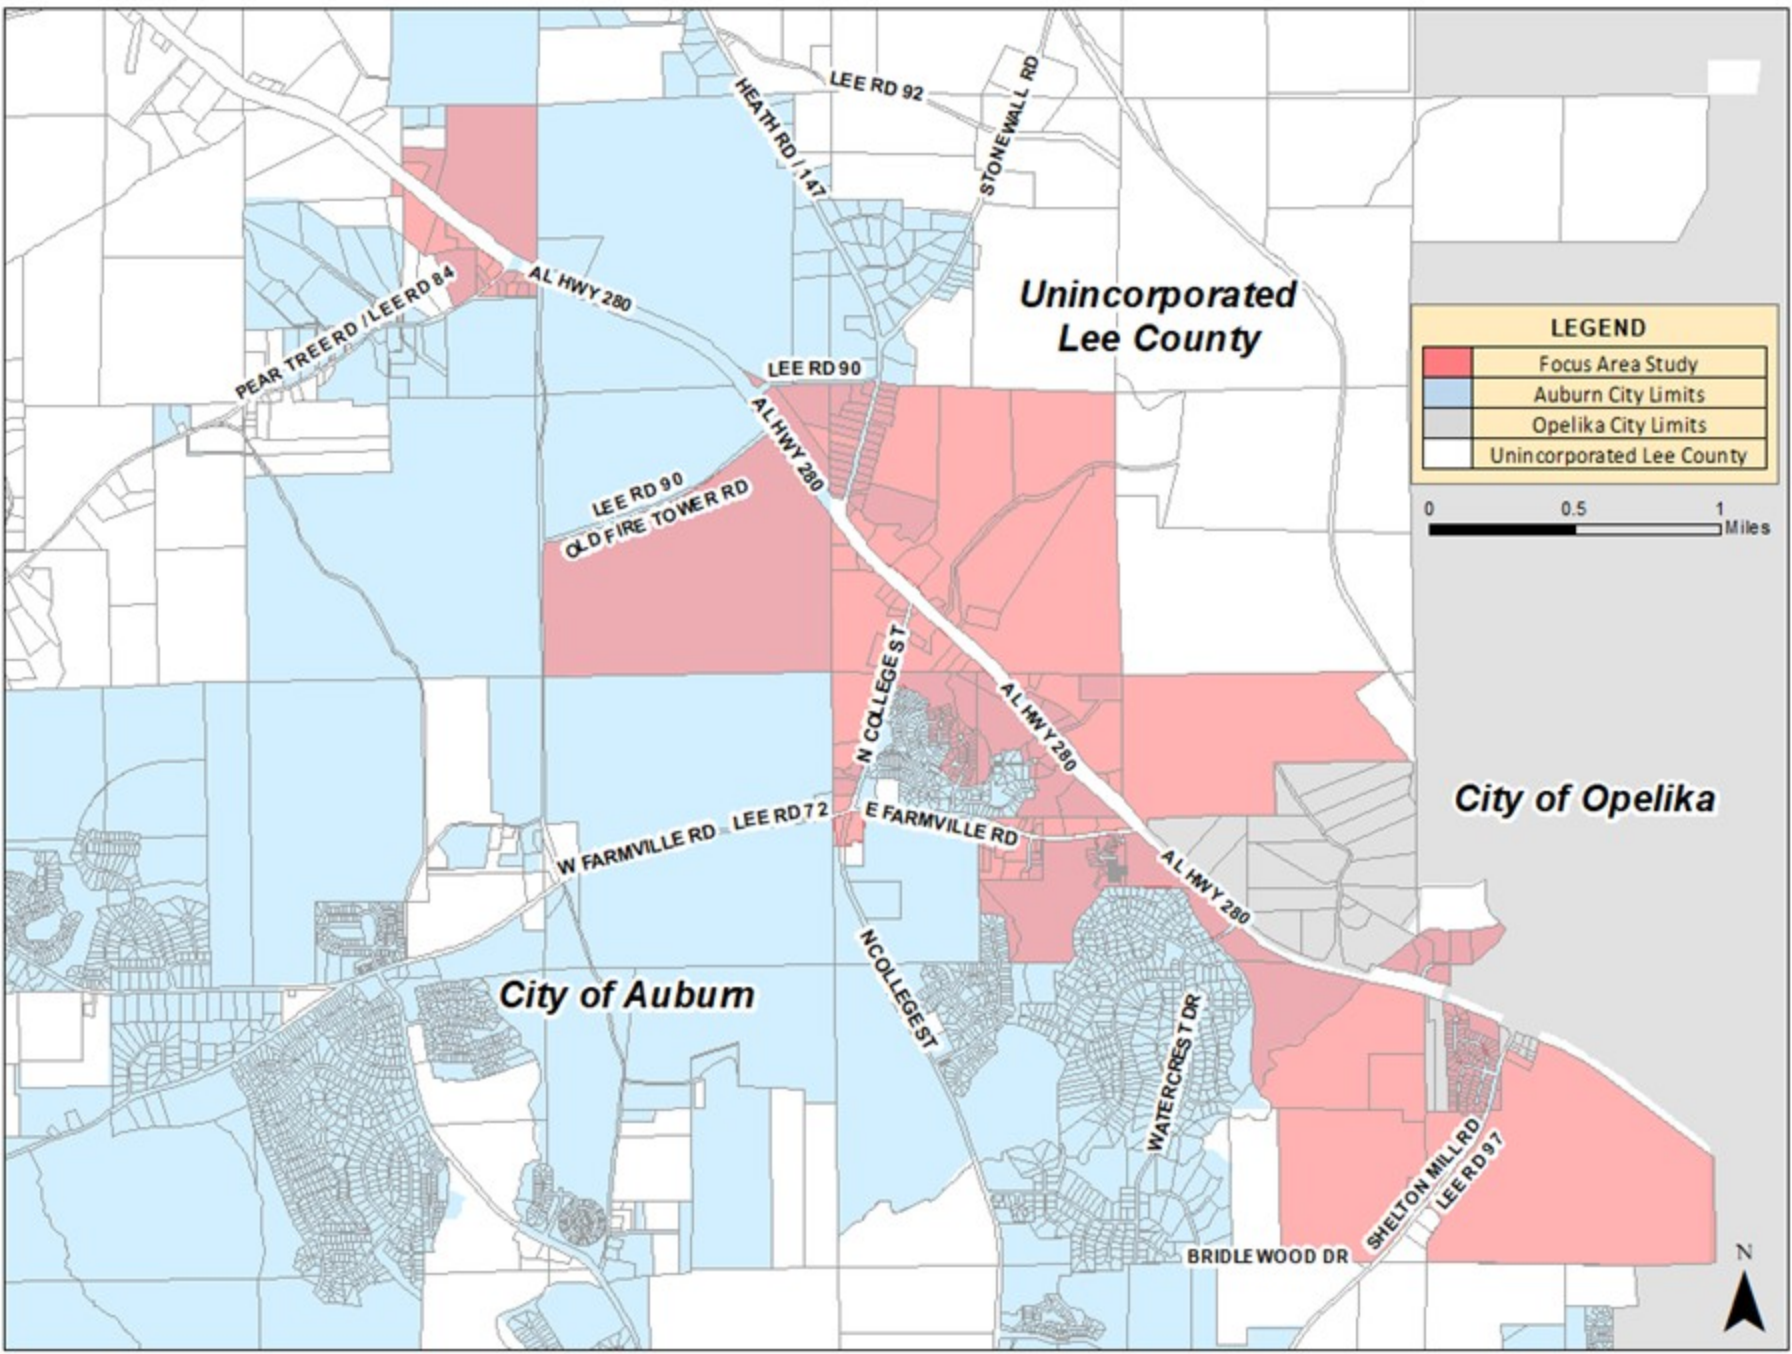 LEE RD 92
HEATH RD / 147
STONEWALL RD
Unincorporated
Lee County
AL HWY 280
PEAR TREE RD / LEE RD 84
LEE RD 90
AL HWY 280
LEE RD 90
OLD FIRE TOWER RD
LEGEND
Focus Area Study
Auburn City Limits
Opelika City Limits
Unincorporated Lee County
0 0.5 1
Miles
N COLLEGE ST
AL HWY 280
City of Opelika
W FARMVILLE RD LEE RD 72
E FARMVILLE RD
AL HWY 280
N COLLEGE ST
City of Auburn
WATERCREST DR
SHELTON MILL RD
LEE RD 97
BRIDLEWOOD DR
N